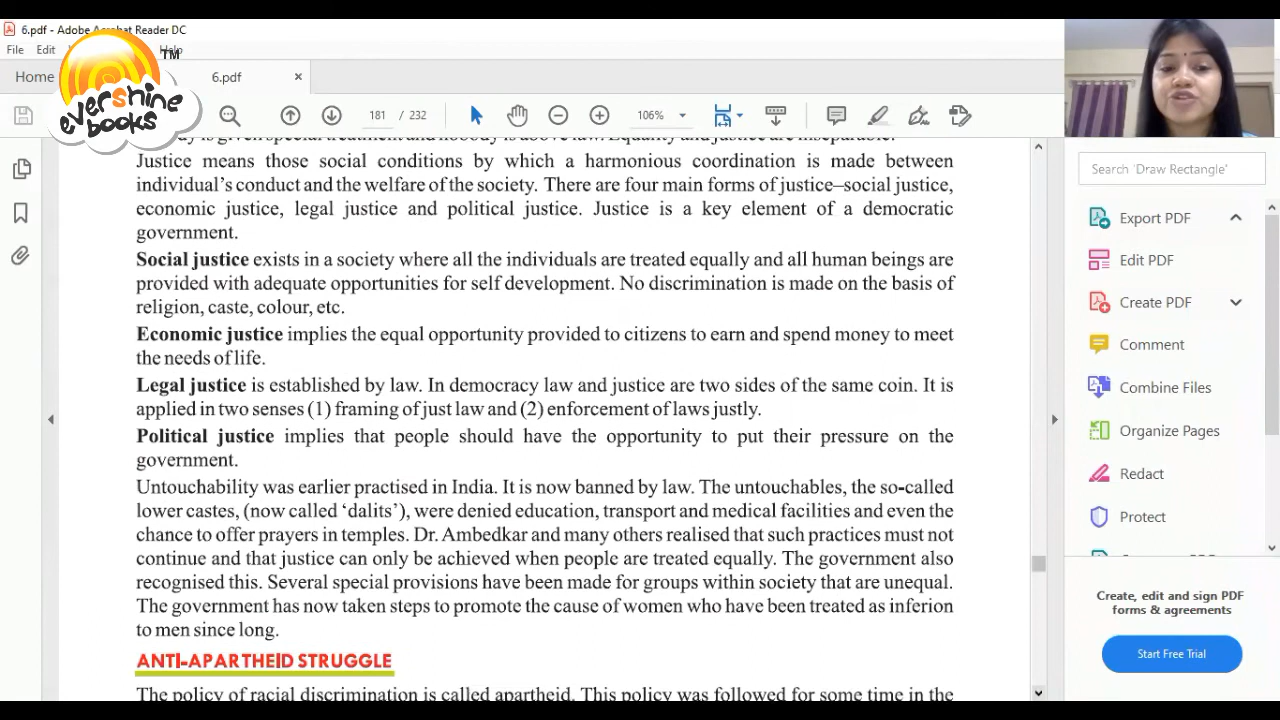 6.pdf - Adobe Acrobat Reader DC
File Edit Help
TM
evershine
e books
Home
6.pdf
181 / 232
106%
is given special treatment and nobody is above law. Equality and justice are inseparable.
Justice means those social conditions by which a harmonious coordination is made between
individual's conduct and the welfare of the society. There are four main forms of justice–social justice,
economic justice, legal justice and political justice. Justice is a key element of a democratic
government.
Social justice exists in a society where all the individuals are treated equally and all human beings are
provided with adequate opportunities for self development. No discrimination is made on the basis of
religion, caste, colour, etc.
Economic justice implies the equal opportunity provided to citizens to earn and spend money to meet
the needs of life.
Legal justice is established by law. In democracy law and justice are two sides of the same coin. It is
applied in two senses (1) framing of just law and (2) enforcement of laws justly.
Political justice implies that people should have the opportunity to put their pressure on the
government.
Untouchability was earlier practised in India. It is now banned by law. The untouchables, the so-called
lower castes, (now called 'dalits'), were denied education, transport and medical facilities and even the
chance to offer prayers in temples. Dr. Ambedkar and many others realised that such practices must not
continue and that justice can only be achieved when people are treated equally. The government also
recognised this. Several special provisions have been made for groups within society that are unequal.
The government has now taken steps to promote the cause of women who have been treated as inferion
to men since long.
ANTI-APARTHEID STRUGGLE
The policy of racial discrimination is called apartheid. This policy was followed for some time in the
Search 'Draw Rectangle'
Export PDF
Edit PDF
Create PDF
Comment
Combine Files
Organize Pages
Redact
Protect
Create, edit and sign PDF
forms & agreements
Start Free Trial